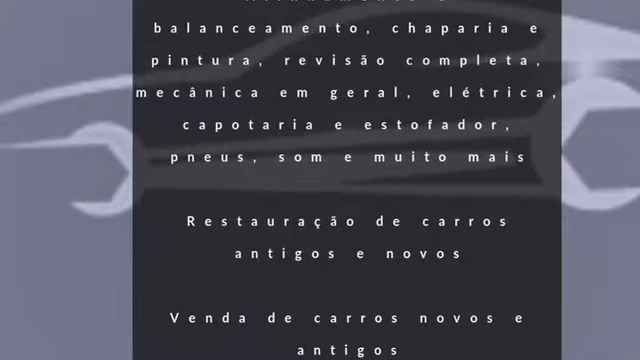 balanceamento, chaparia e
pintura, revisão completa,
mecânica em geral, elétrica,
capotaria e estofador,
pneus, som e muito mais
Restauração de carros
antigos e novos
Venda de carros novos e
antigos